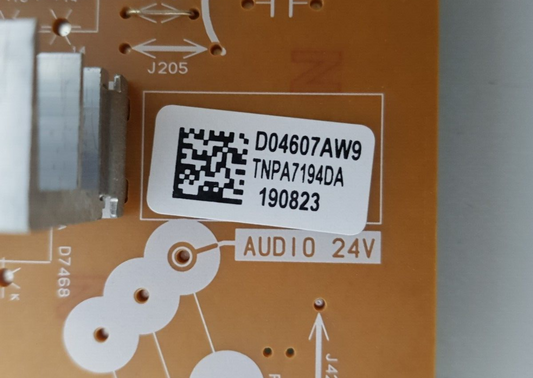 J205
D04607AW9
TNPA7194DA
190823
AUDIO 24V
D7468
K